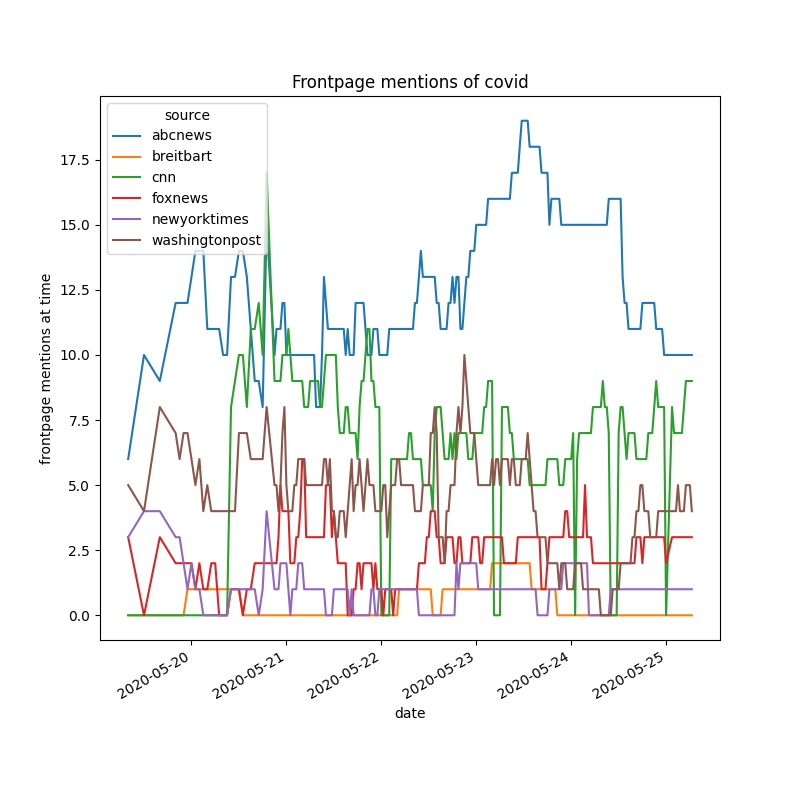 Frontpage mentions of covid
source
abcnews
breitbart
cnn
foxnews
newyorktimes
washingtonpost
frontpage mentions at time
17.5
15.0
12.5
10.0
7.5
5.0
2.5
0.0
2020-05-20
2020-05-21
2020-05-22
2020-05-23
2020-05-24
2020-05-25
date